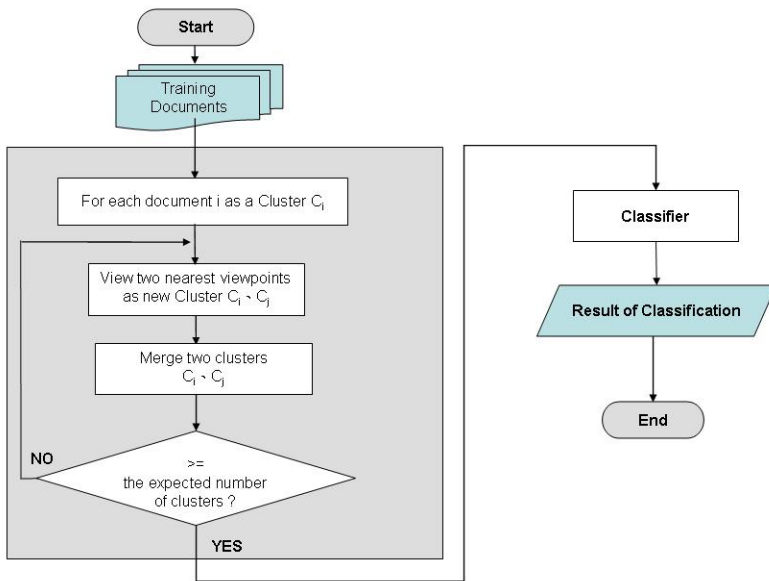 Start
Training
Documents
For each document i as a Cluster Ci
View two nearest viewpoints
as new Cluster Ci、Cj
Merge two clusters
Ci、Cj
NO
>=
the expected number
of clusters ?
YES
Classifier
Result of Classification
End